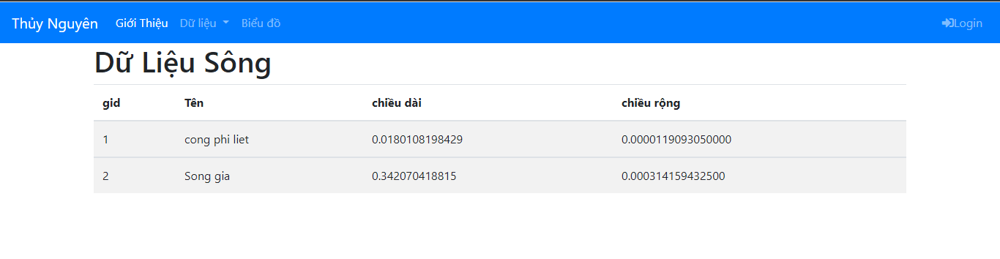 Thủy Nguyên Giới Thiệu Dữ liệu Biểu đồ Login
Dữ Liệu Sông
gid Tên chiều dài chiều rộng
1 cong phi liet 0.0180108198429 0.0000119093050000
2 Song gia 0.342070418815 0.000314159432500